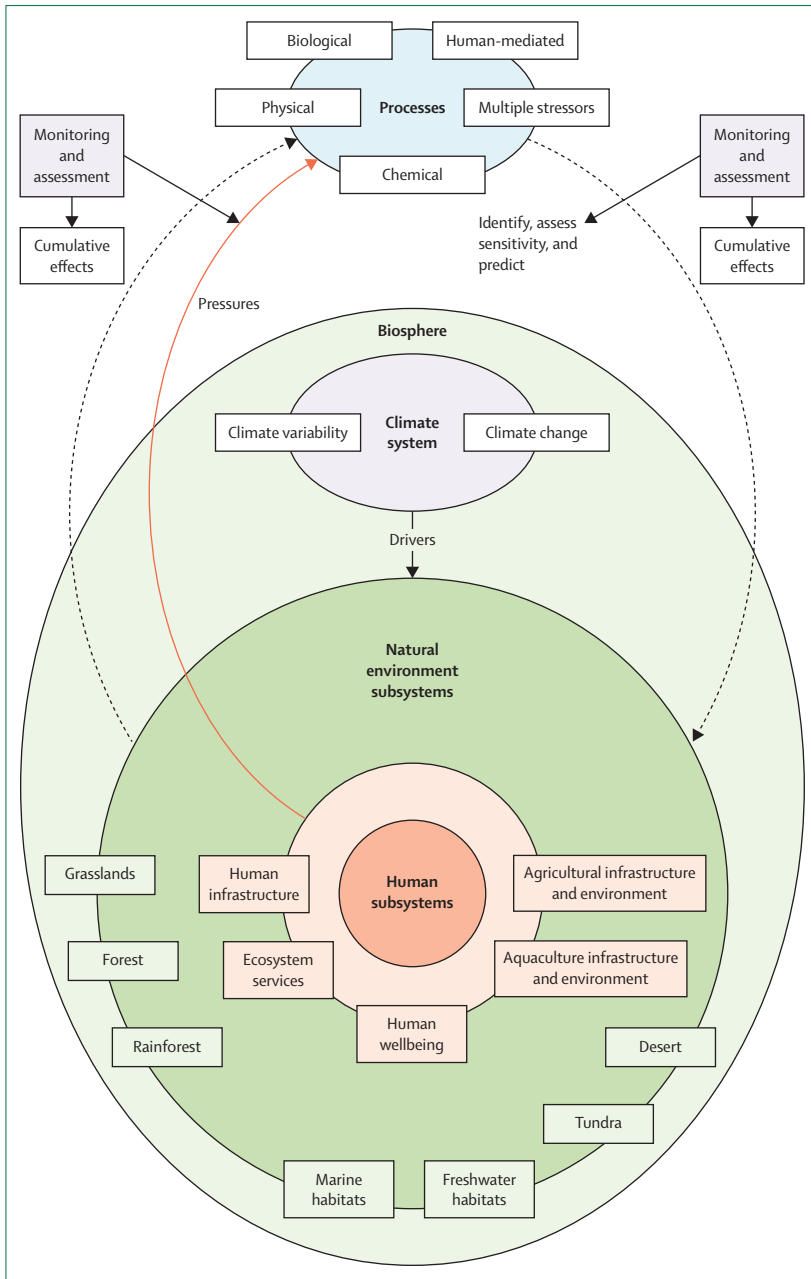 Biological
Human-mediated
Physical
Processes
Multiple stressors
Chemical
Monitoring
and
assessment
Cumulative
effects
Monitoring
and
assessment
Cumulative
effects
Identify, assess
sensitivity, and
predict
Pressures
Biosphere
Climate variability
Climate
system
Climate change
Drivers
Natural
environment
subsystems
Human
infrastructure
Ecosystem
services
Human
wellbeing
Human
subsystems
Agricultural infrastructure
and environment
Aquaculture infrastructure
and environment
Grasslands
Forest
Rainforest
Marine
habitats
Freshwater
habitats
Tundra
Desert